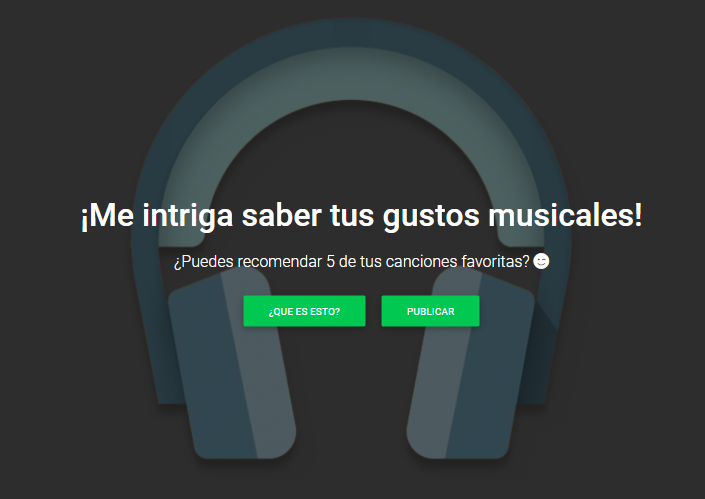 ¡Me intriga saber tus gustos musicales!
¿Puedes recomendar 5 de tus canciones favoritas? 😉
¿QUE ES ESTO? PUBLICAR